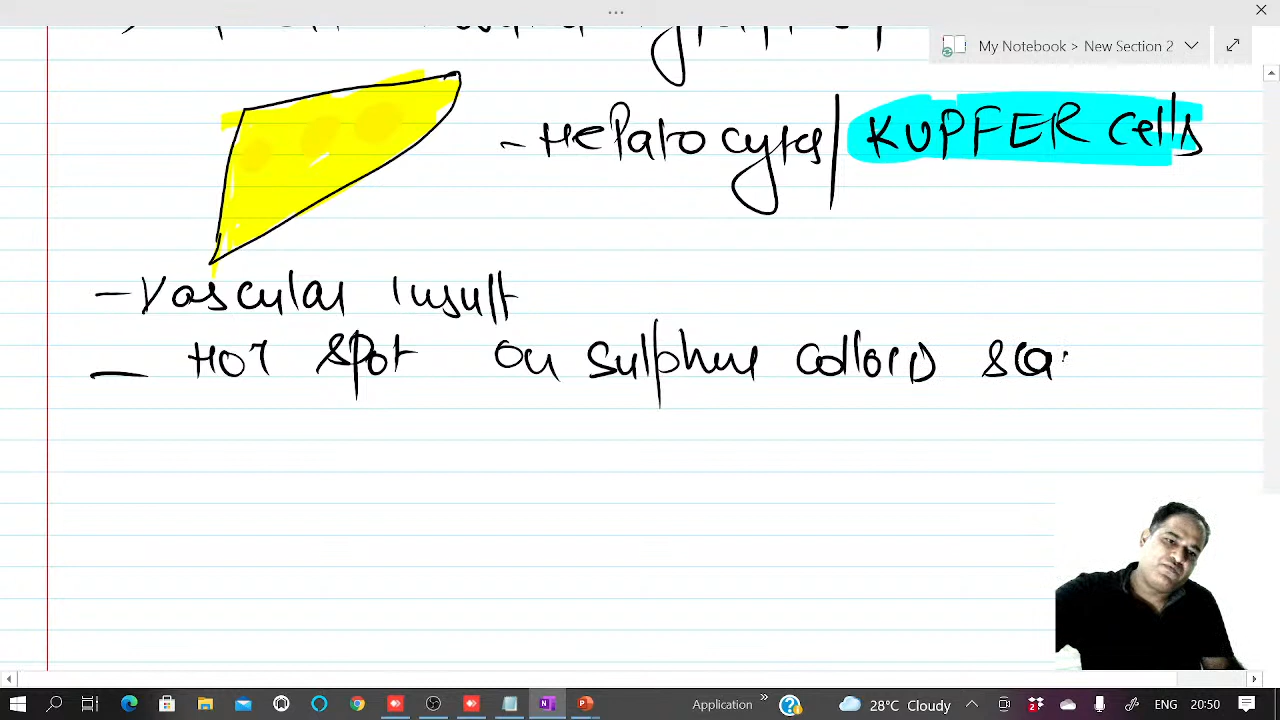 My Notebook > New Section 2
- Hepatocytes | KUPFER cells
- Vascular Insult
- HOT Spot On Sulphur colloid sca
Application
28°C Cloudy
ENG
20:50